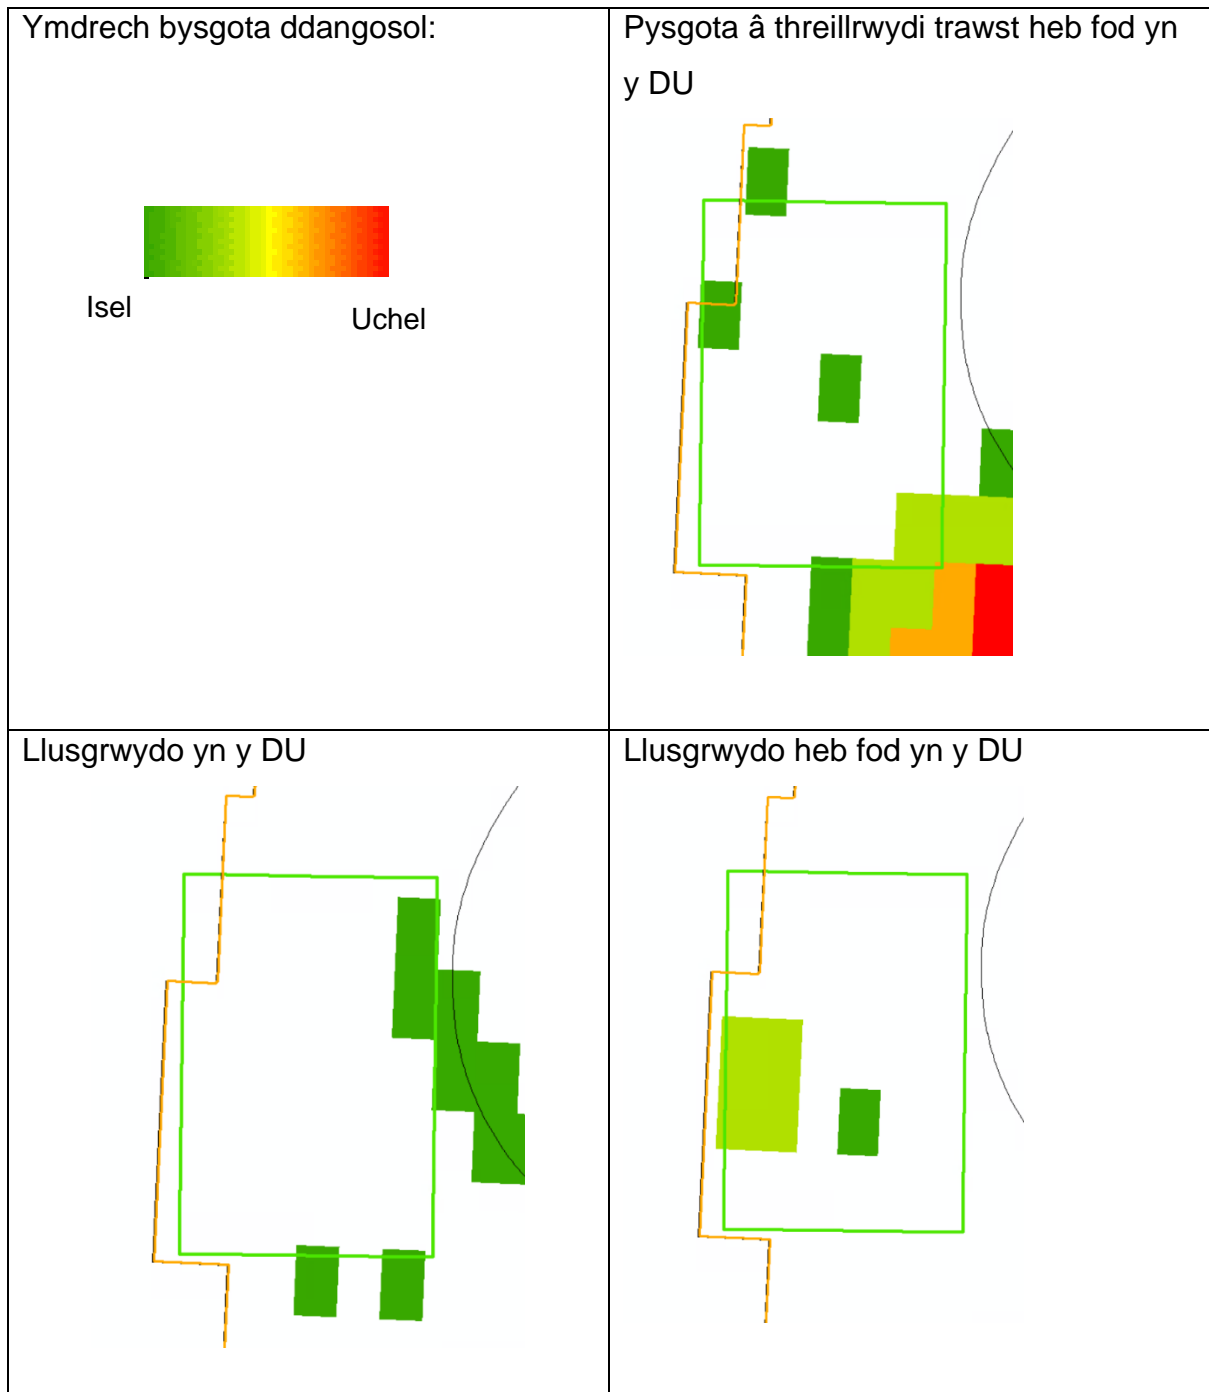 Ymdrech bysgota ddangosol:
Isel
Uchel
Pysgota â threillrwydi trawst heb fod yn
y DU
Llusgrwydo yn y DU
Llusgrwydo heb fod yn y DU